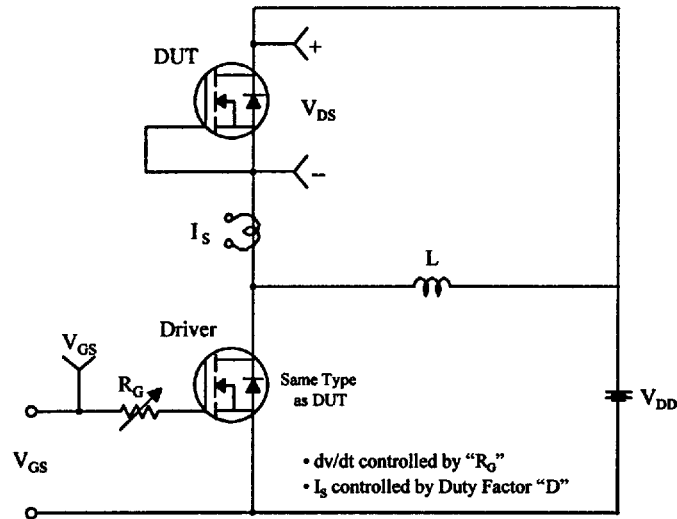 DUT
+
V_DS
–
I_S
L
Driver
V_GS
R_G
Same Type
as DUT
V_DD
V_GS
• dv/dt controlled by “R_G”
• I_S controlled by Duty Factor “D”